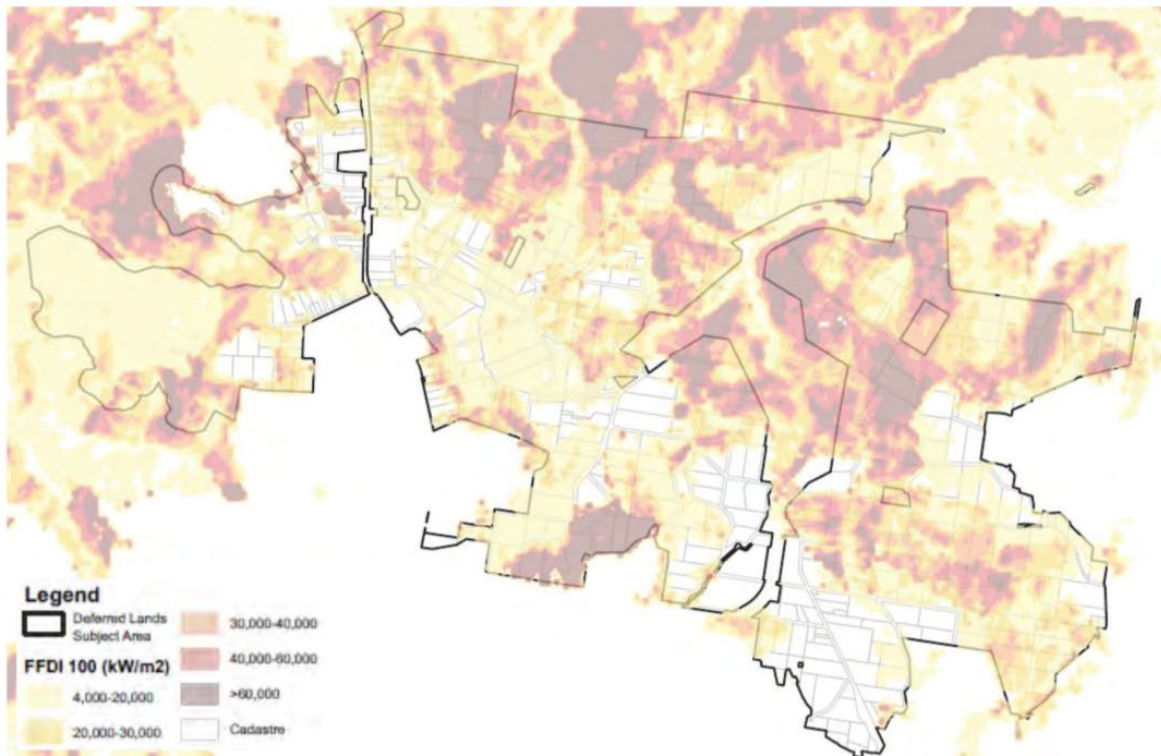 Legend
Deferred Lands
Subject Area
FFDI 100 (kW/m2)
4,000-20,000
20,000-30,000
30,000-40,000
40,000-60,000
>60,000
Cadastre